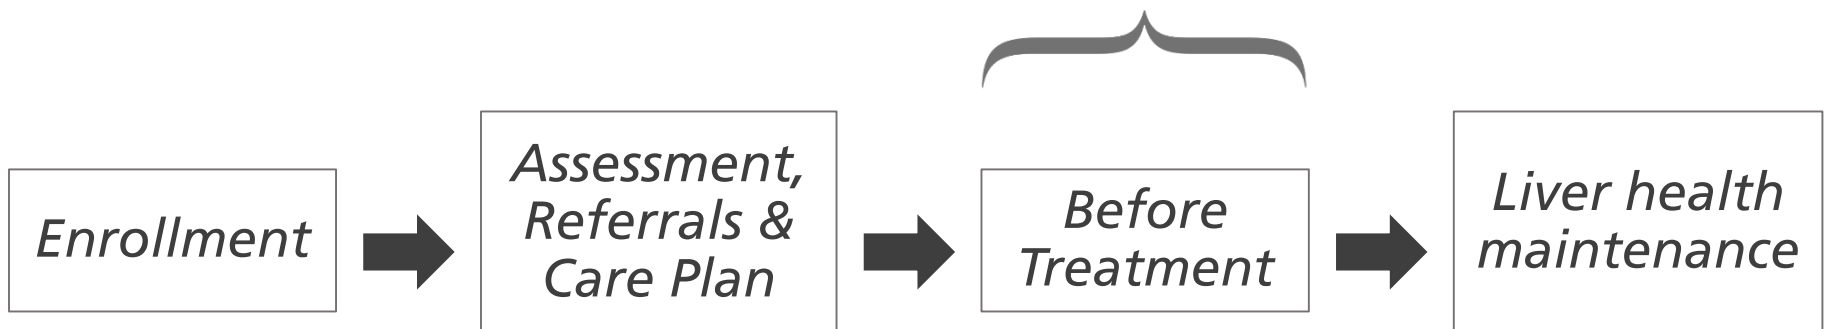 Enrollment
Assessment,
Referrals &
Care Plan
Before
Treatment
Liver health
maintenance